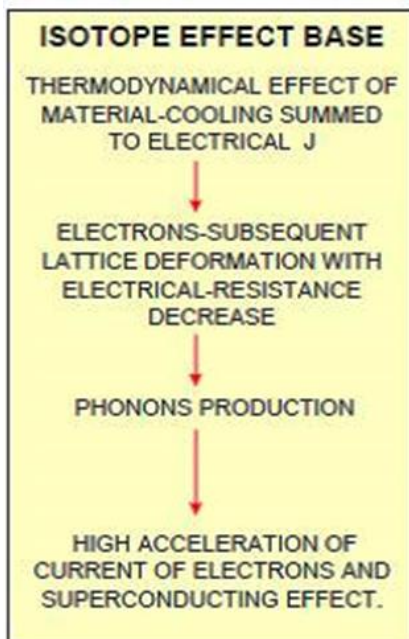 ISOTOPE EFFECT BASE
THERMODYNAMICAL EFFECT OF
MATERIAL-COOLING SUMMED
TO ELECTRICAL J
ELECTRONS-SUBSEQUENT
LATTICE DEFORMATION WITH
ELECTRICAL-RESISTANCE
DECREASE
PHONONS PRODUCTION
HIGH ACCELERATION OF
CURRENT OF ELECTRONS AND
SUPERCONDUCTING EFFECT.